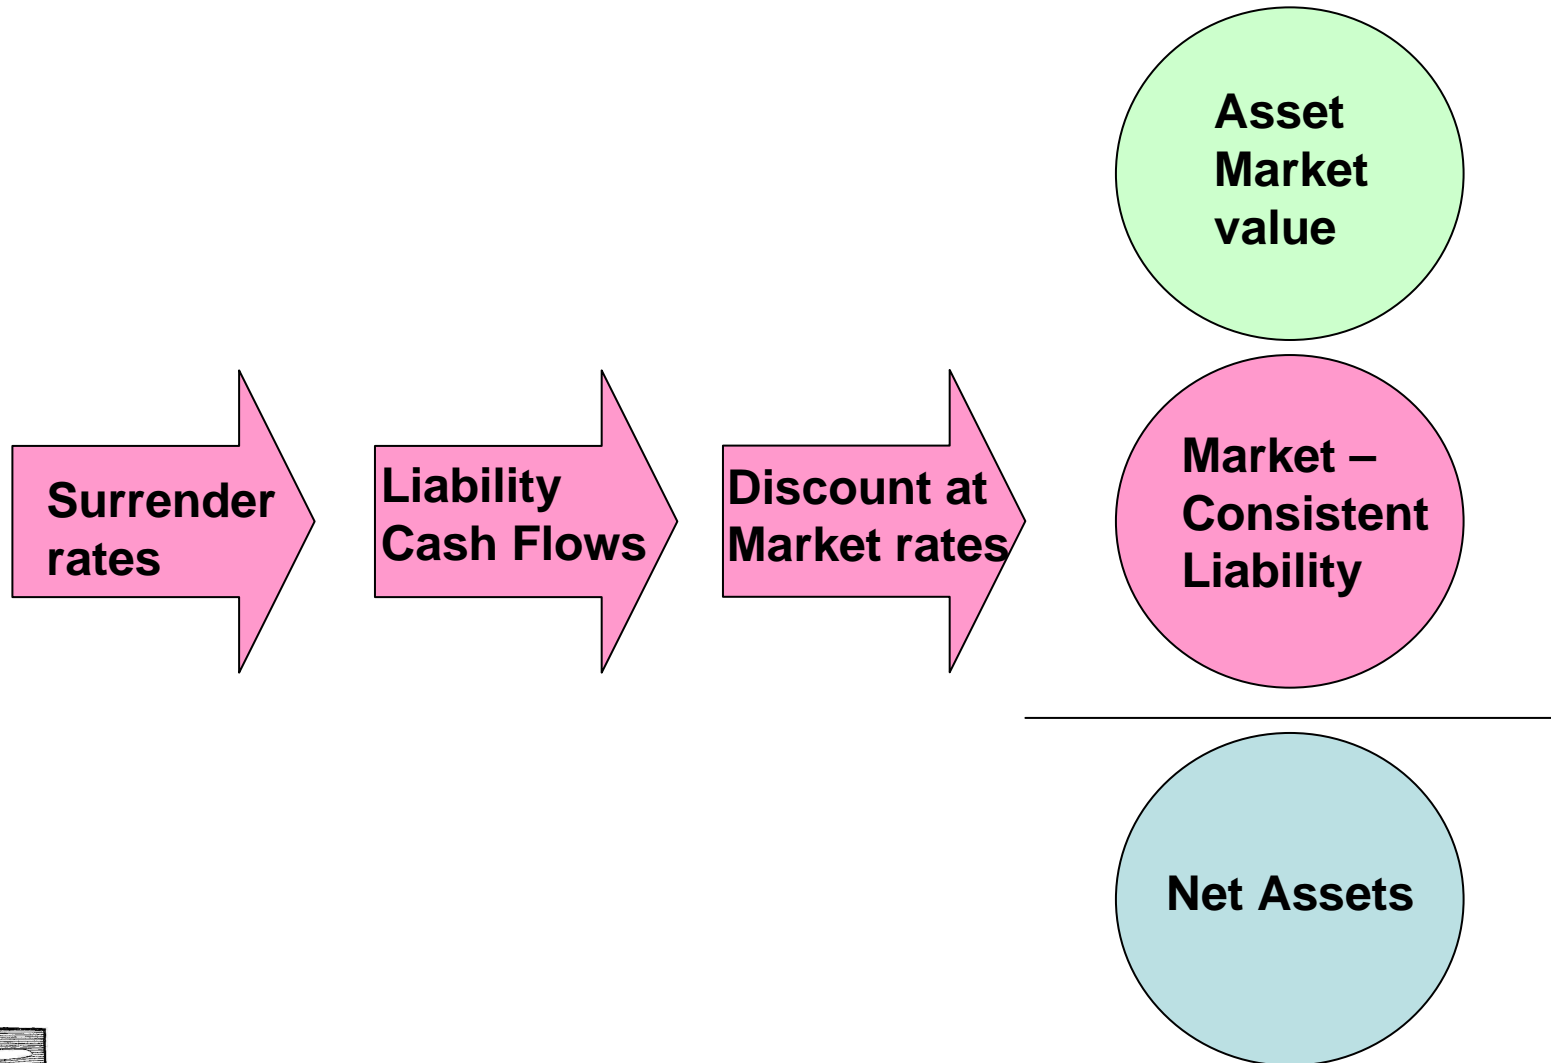 Asset
Market
value
Surrender
rates
Liability
Cash Flows
Discount at
Market rates
Market –
Consistent
Liability
Net Assets